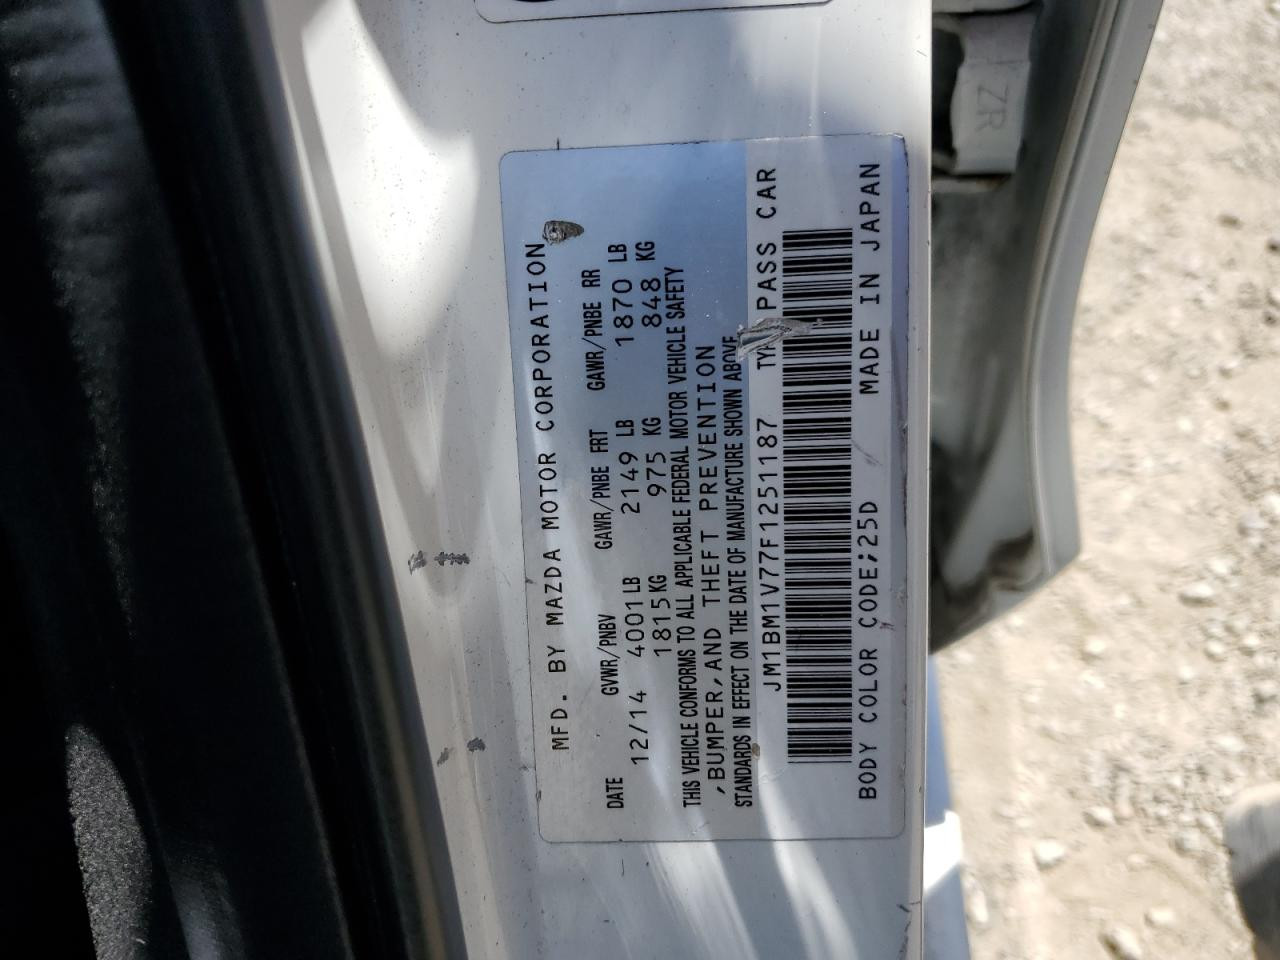 MFD. BY MAZDA MOTOR CORPORATION
DATE GVWR/PNBV GAWR/PNBE FRT GAWR/PNBE RR
12/14 4001LB 2149 LB 1870 LB
1815KG 975 KG 848 KG
THIS VEHICLE CONFORMS TO ALL APPLICABLE FEDERAL MOTOR VEHICLE SAFETY
,BUMPER,AND THEFT PREVENTION
STANDARDS IN EFFECT ON THE DATE OF MANUFACTURE SHOWN ABOVE
JM1BM1V77F1251187 TYP PASS CAR
BODY COLOR CODE;25D MADE IN JAPAN
ZR